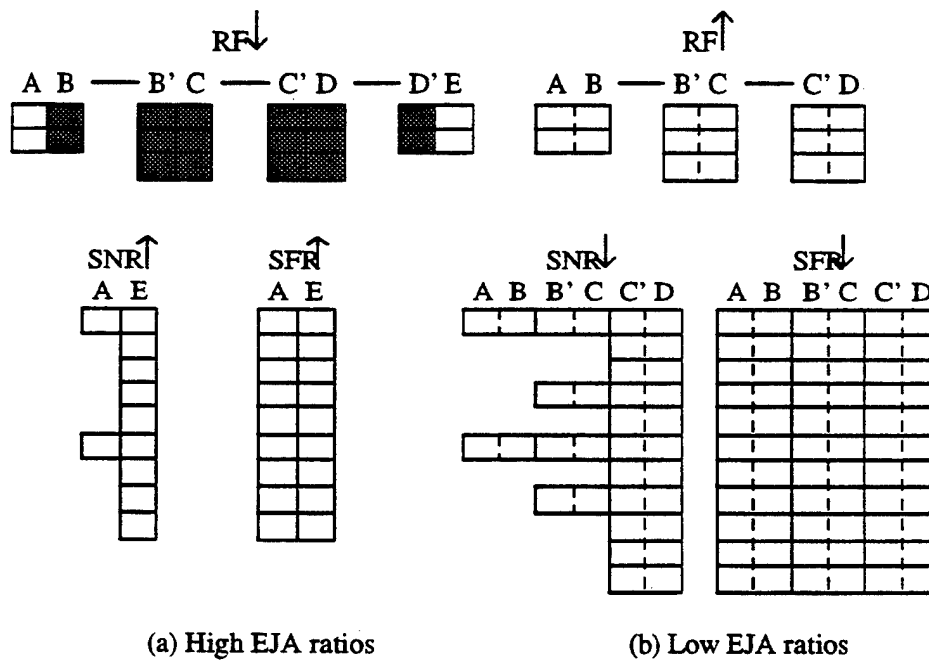 RF↓
A B — B' C — C' D — D' E
RF↑
A B — B' C — C' D
SNR↑
A E
SFR↑
A E
SNR↓
A B B' C C' D
SFR↓
A B B' C C' D
(a) High EJA ratios
(b) Low EJA ratios